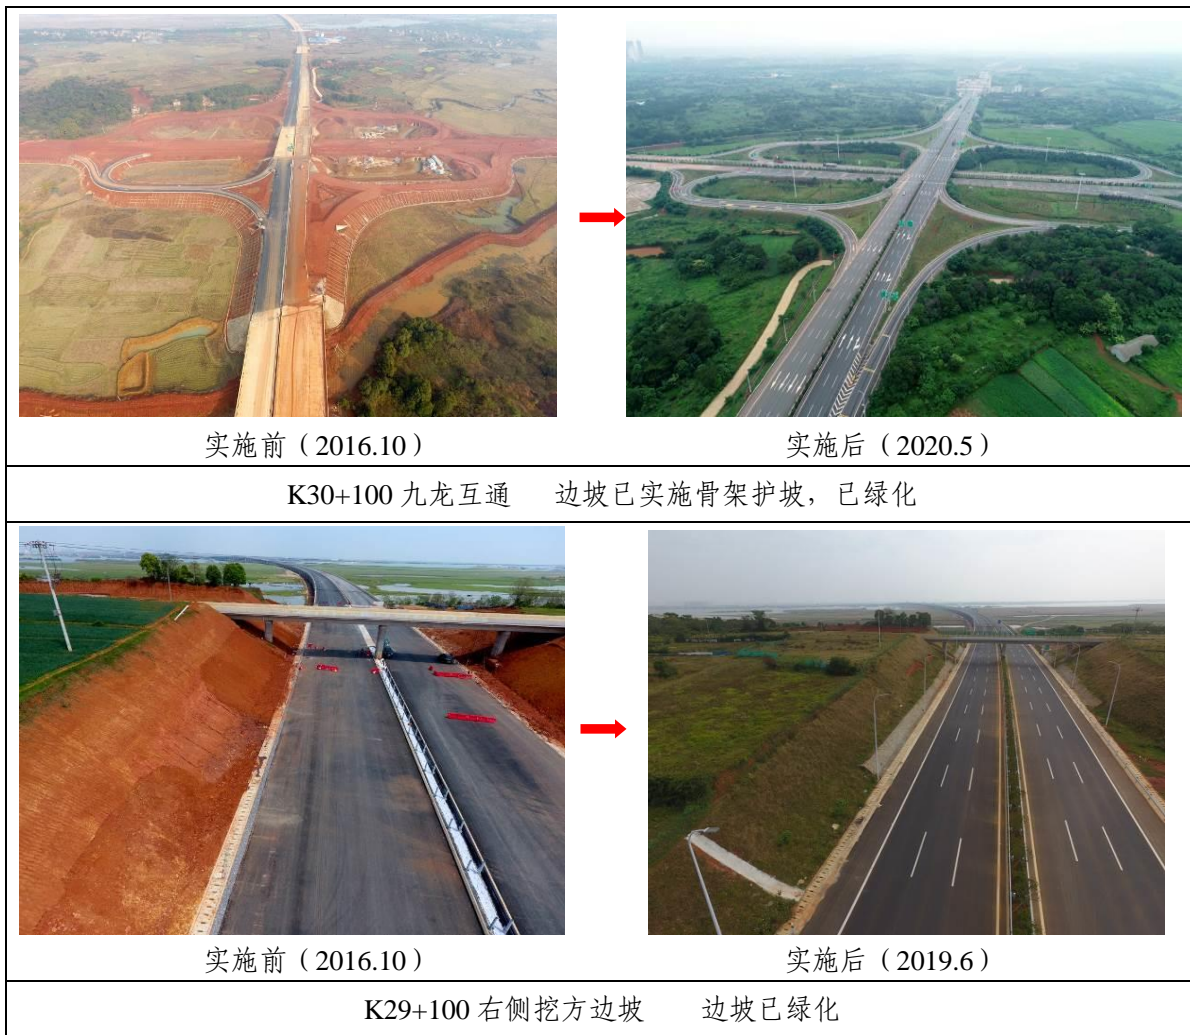 实施前（2016.10）
实施后（2020.5）
K30+100 九龙互通 边坡已实施骨架护坡，已绿化
实施前（2016.10）
实施后（2019.6）
K29+100 右侧挖方边坡 边坡已绿化